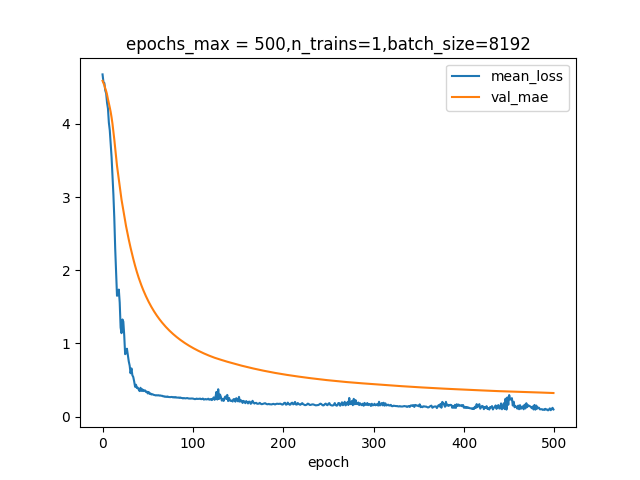 epochs_max = 500,n_trains=1,batch_size=8192
mean_loss
val_mae
4
3
2
1
0
0 100 200 300 400 500
epoch